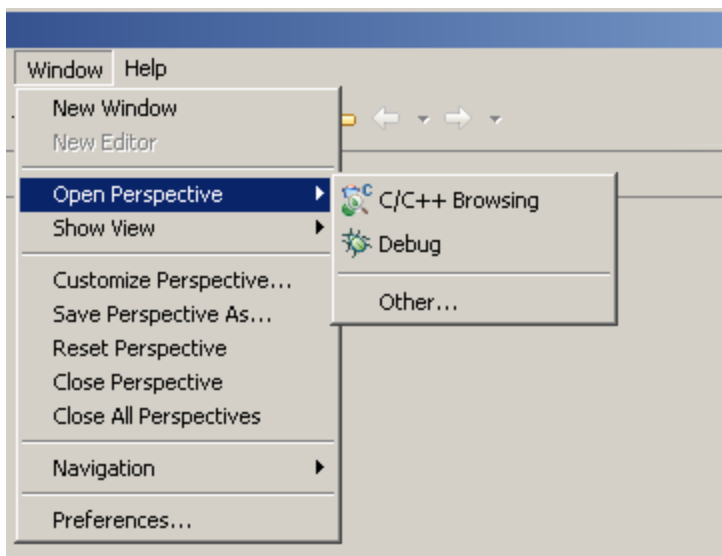 Window Help
New Window
New Editor
Open Perspective
C/C++ Browsing
Debug
Other...
Show View
Customize Perspective...
Save Perspective As...
Reset Perspective
Close Perspective
Close All Perspectives
Navigation
Preferences...